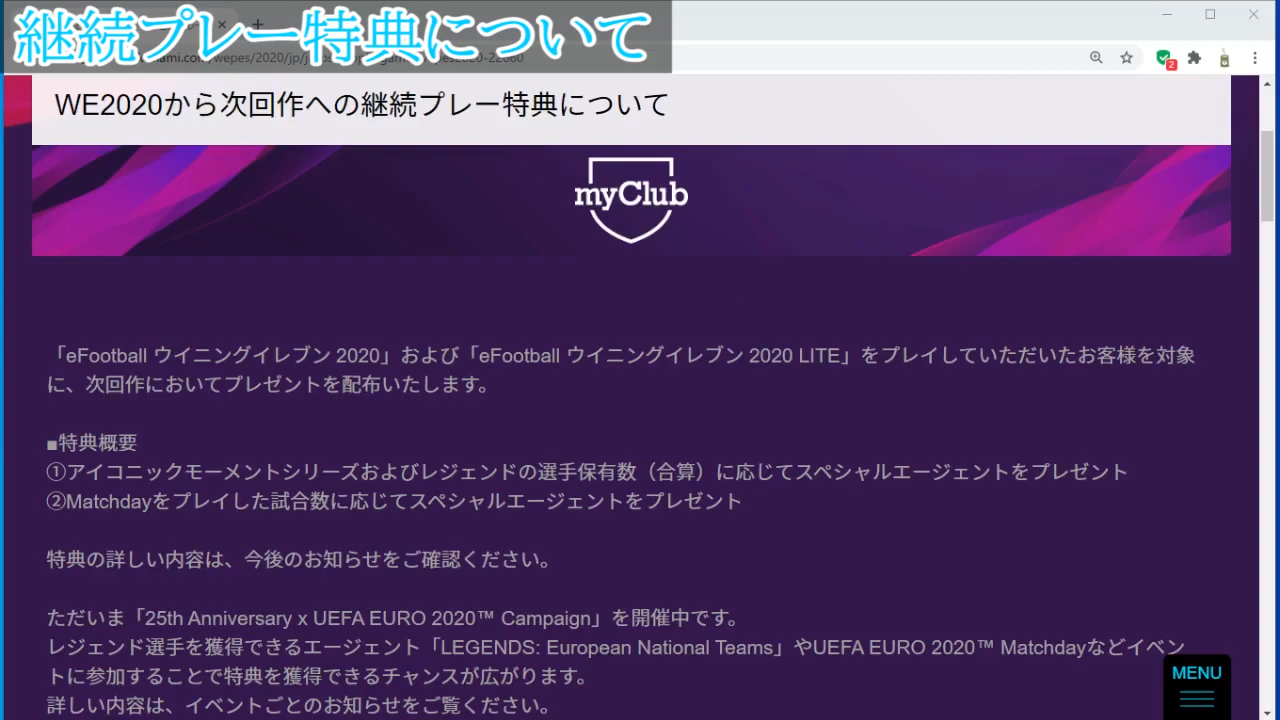 継続プレー特典について
WE2020から次回作への継続プレー特典について
myClub
「eFootball ウイニングイレブン 2020」および「eFootball ウイニングイレブン 2020 LITE」をプレイしていただいたお客様を対象
に、次回作においてプレゼントを配布いたします。
■特典概要
①アイコニックモーメントシリーズおよびレジェンドの選手保有数（合算）に応じてスペシャルエージェントをプレゼント
②Matchdayをプレイした試合数に応じてスペシャルエージェントをプレゼント
特典の詳しい内容は、今後のお知らせをご確認ください。
ただいま「25th Anniversary x UEFA EURO 2020™ Campaign」を開催中です。
レジェンド選手を獲得できるエージェント「LEGENDS: European National Teams」やUEFA EURO 2020™ Matchdayなどイベン
トに参加することで特典を獲得できるチャンスが広がります。
詳しい内容は、イベントごとのお知らせをご覧ください。
MENU
2